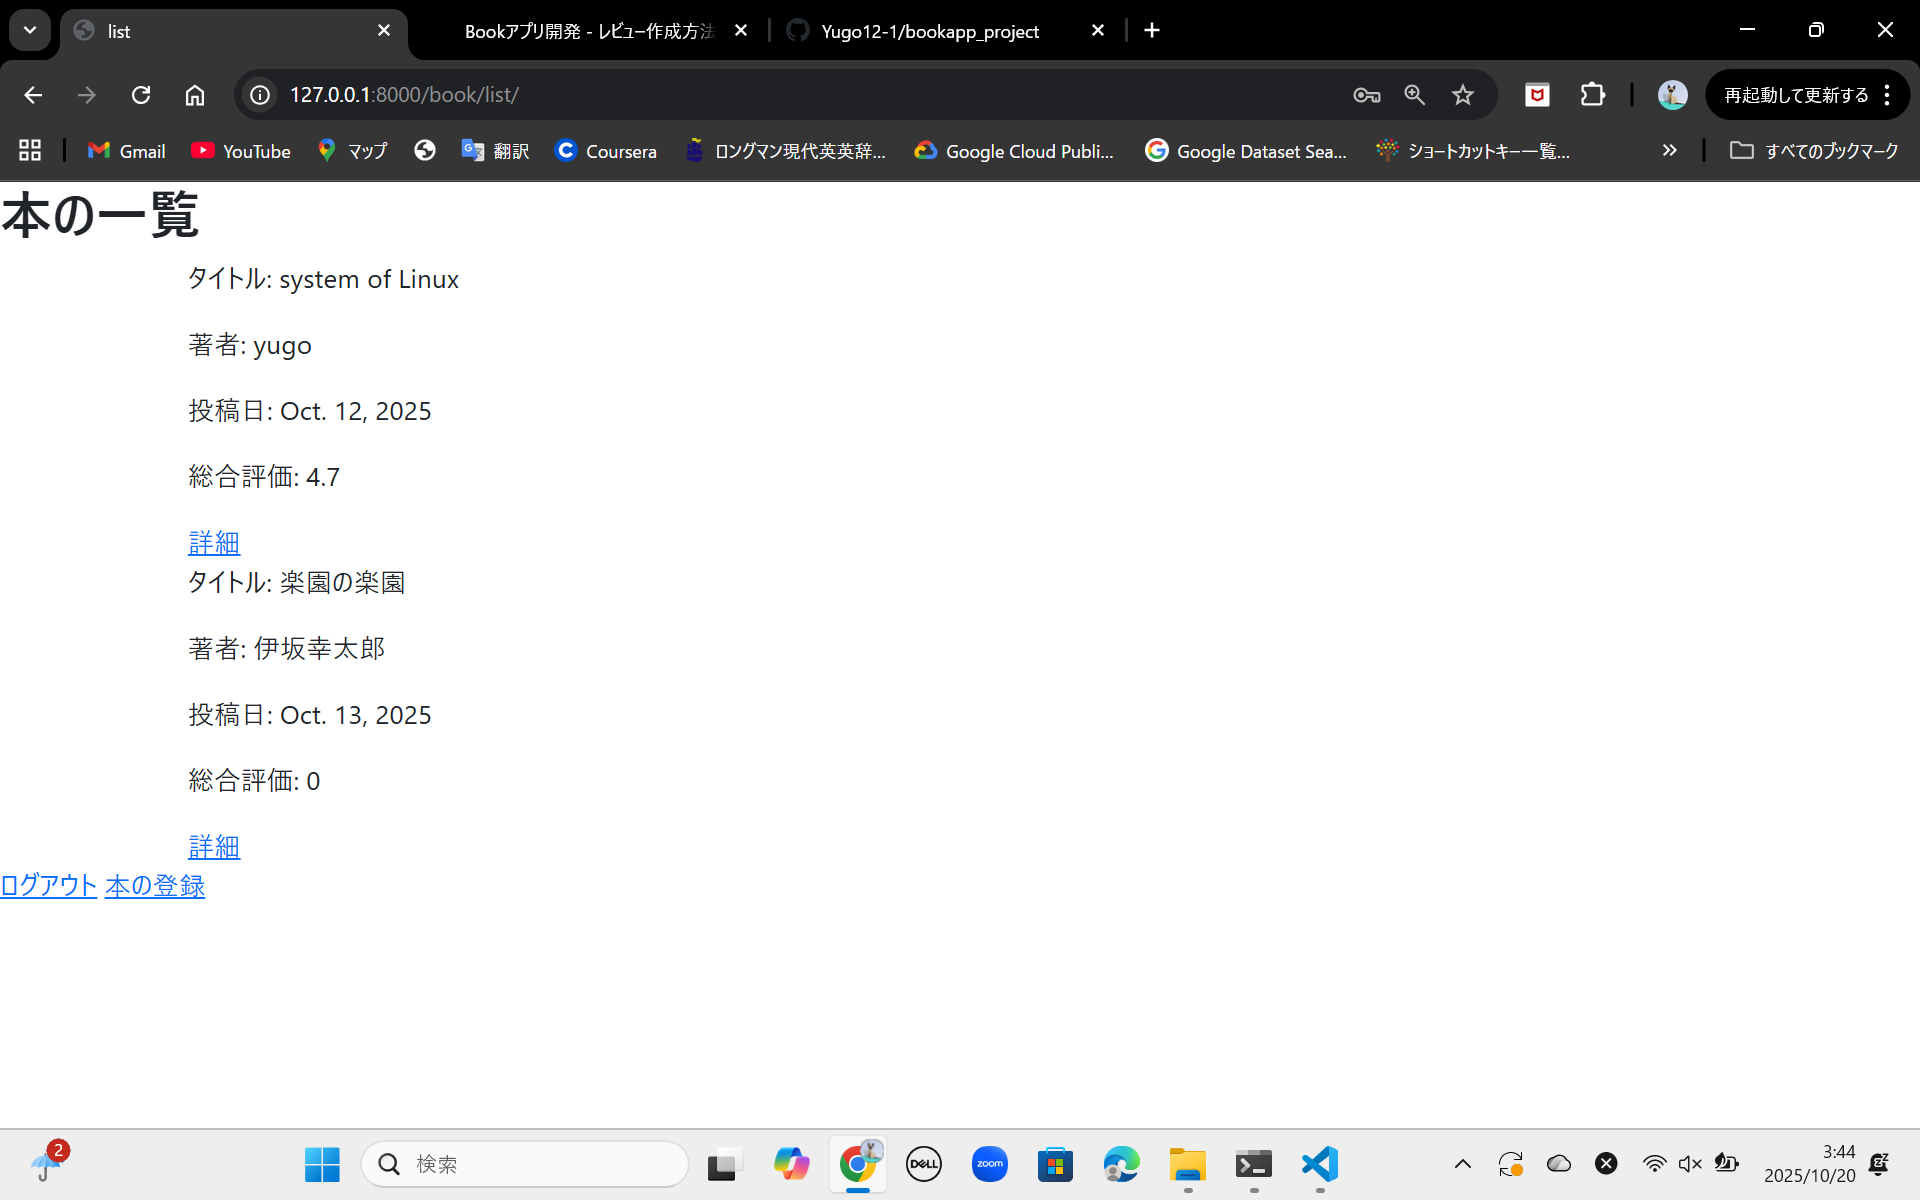 list
Bookアプリ開発 - レビュー作成方法
Yugo12-1/bookapp_project
127.0.0.1:8000/book/list/
再起動して更新する
Gmail
YouTube
マップ
翻訳
Coursera
ロングマン現代英英辞...
Google Cloud Publi...
Google Dataset Sea...
ショートカットキー一覧...
すべてのブックマーク
本の一覧
タイトル: system of Linux
著者: yugo
投稿日: Oct. 12, 2025
総合評価: 4.7
詳細
タイトル: 楽園の楽園
著者: 伊坂幸太郎
投稿日: Oct. 13, 2025
総合評価: 0
詳細
ログアウト 本の登録
2
検索
DELL
zoom
3:44
2025/10/20